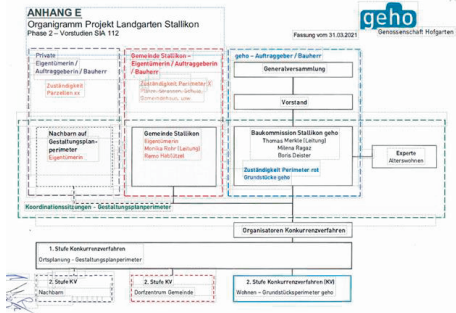 ANHANG E
Organigramm Projekt Landgarten Stallikon
Phase 2 – Vorstudien SIA 112
Fassung vom 31.03.2021
geho
Genossenschaft Hofgarten
Private
Eigentümerin /
Auftraggeberin / Bauherr
Zuständigkeit
Parzellen xx
Gemeinde Stallikon –
Eigentümerin / Auftraggeberin
/ Bauherr
Zuständigkeit Perimeter
geho – Auftraggeber / Bauherr
Generalversammlung
Vorstand
Nachbarn auf
Gestaltungsplan-
perimeter
Eigentümerin
Gemeinde Stallikon
Eigentümerin
Monika Rohr (Leitung)
Remo Holdützel
Baukommission Stallikon geho
Thomas Merkle (Leitung)
Milena Ragaz
Boris Deister
Zuständigkeit Perimeter rot
Grundstücke geho
Experte
Alterswohnen
Koordinationssitzungen - Gestaltungsplanperimeter
Organisatoren Konkurrenzverfahren
1. Stufe Konkurrenzverfahren
Ortsplanung - Gestaltungsplanperimeter
2. Stufe KV
Nachbarn
2. Stufe KV
Dorfzentrum Gemeinde
2. Stufe Konkurrenzverfahren (KV)
Wohnen – Grundstücksperimeter geho